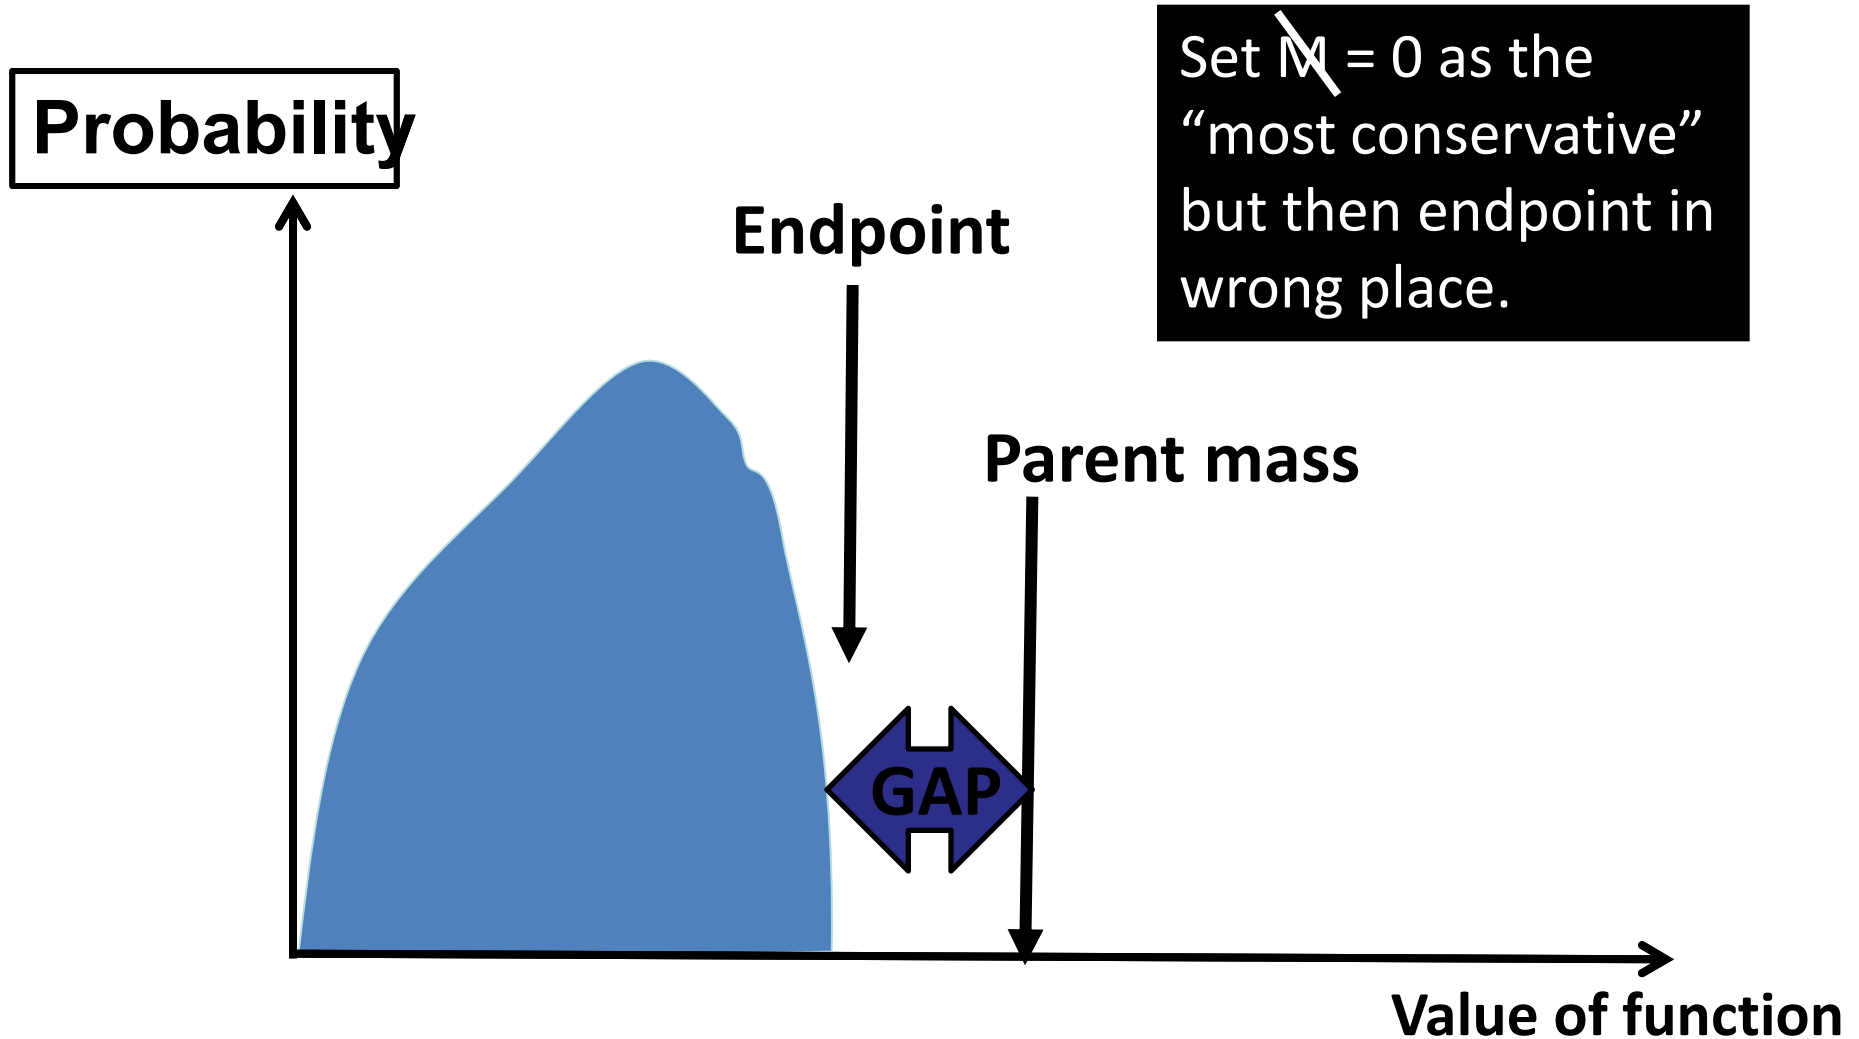 Set M̸ = 0 as the
“most conservative”
but then endpoint in
wrong place.
Probability
Endpoint
Parent mass
GAP
Value of function